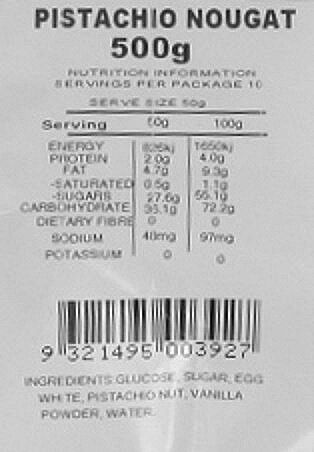 PISTACHIO NOUGAT
500g
NUTRITION INFORMATION
SERVINGS PER PACKAGE 10
SERVE SIZE 50g
Serving 50g 100g
ENERGY 825kj 1650kj
PROTEIN 2.0g 4.0g
FAT 4.7g 9.3g
-SATURATED 0.5g 1.1g
-SUGARS 27.6g 55.1g
CARBOHYDRATE 36.1g 72.2g
DIETARY FIBRE 0 0
SODIUM 48mg 97mg
POTASSIUM 0 0
9 321495 003927
INGREDIENTS:GLUCOSE, SUGAR, EGG
WHITE, PISTACHIO NUT, VANILLA
POWDER, WATER.